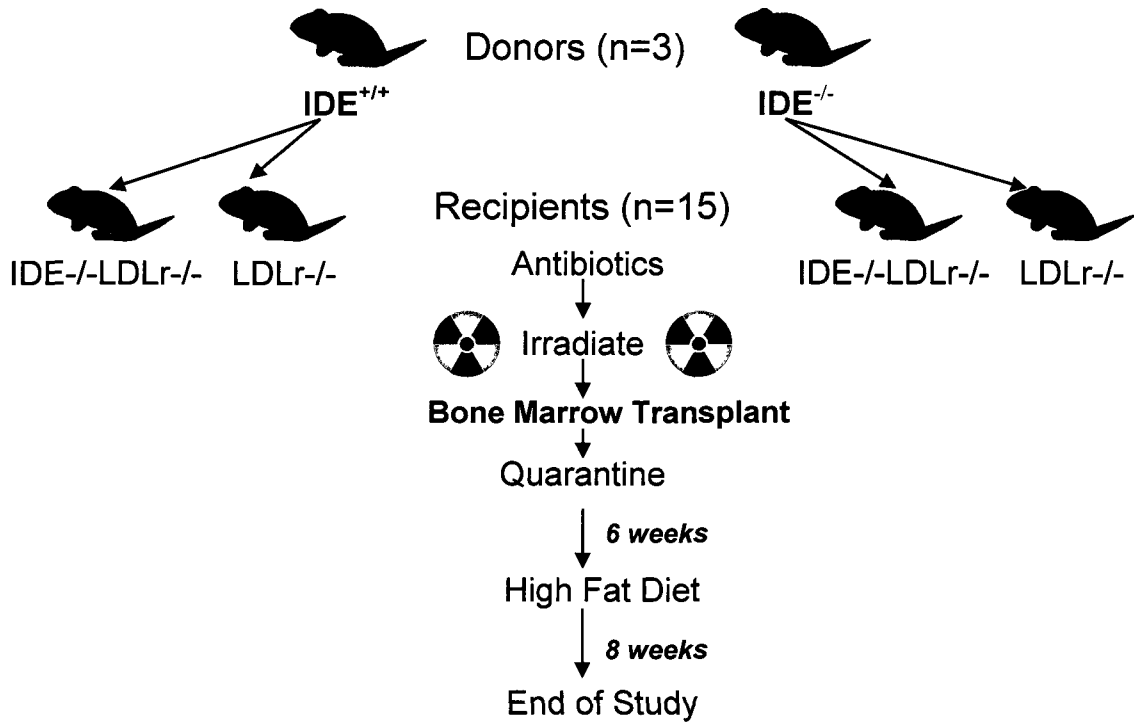 Donors (n=3)
IDE+/+
IDE-/-
Recipients (n=15)
IDE-/-LDLr-/- LDLr-/-
IDE-/-LDLr-/- LDLr-/-
Antibiotics
Irradiate
Bone Marrow Transplant
Quarantine
6 weeks
High Fat Diet
8 weeks
End of Study